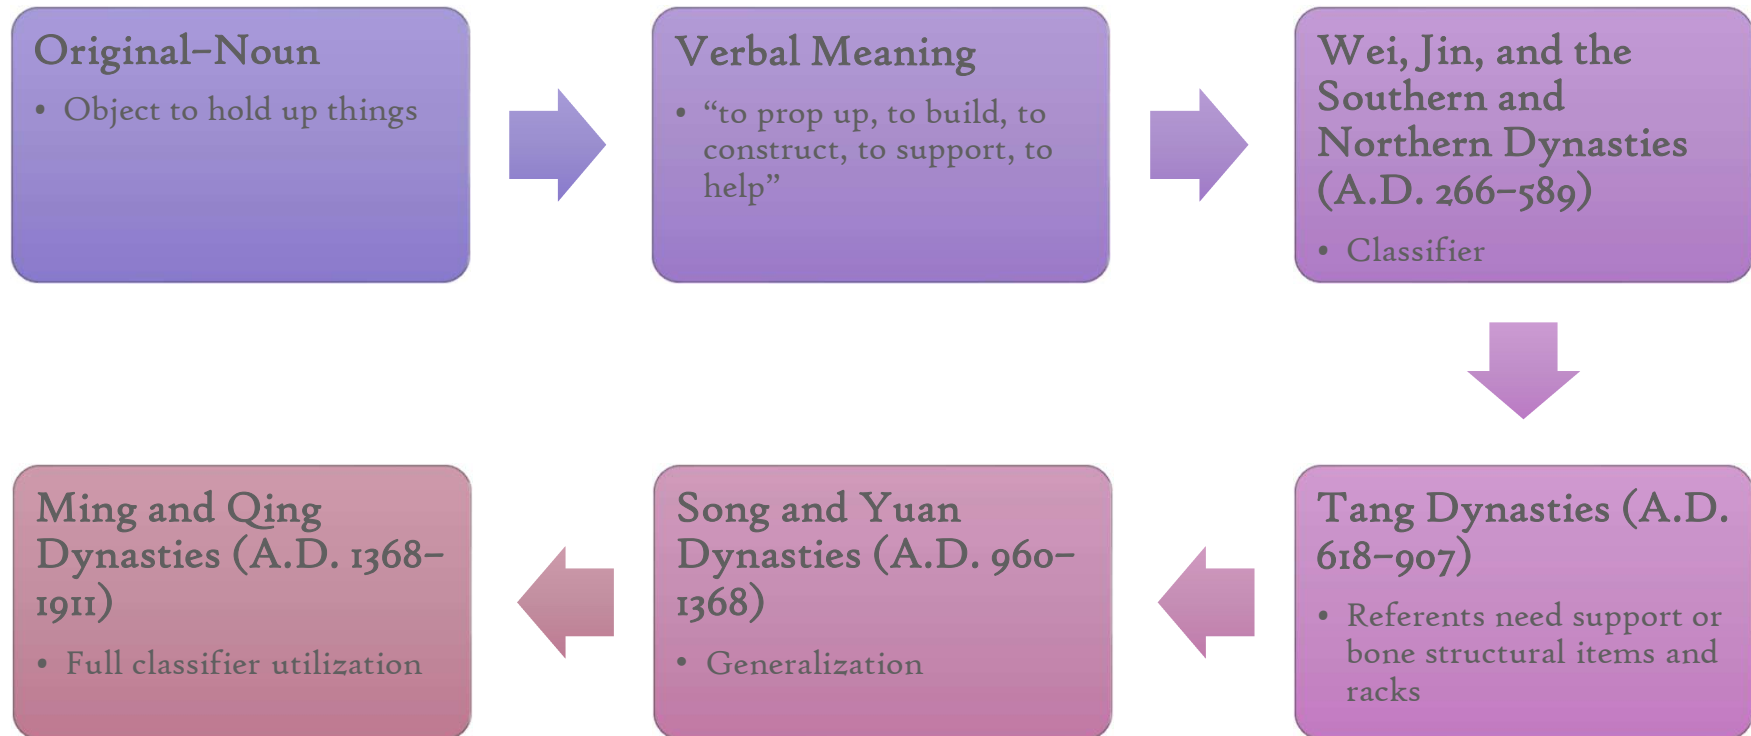 Original–Noun
• Object to hold up things
Verbal Meaning
• “to prop up, to build, to
construct, to support, to
help”
Wei, Jin, and the
Southern and
Northern Dynasties
(A.D. 266–589)
• Classifier
Tang Dynasties (A.D.
618–907)
• Referents need support or
bone structural items and
racks
Song and Yuan
Dynasties (A.D. 960–
1368)
• Generalization
Ming and Qing
Dynasties (A.D. 1368–
1911)
• Full classifier utilization